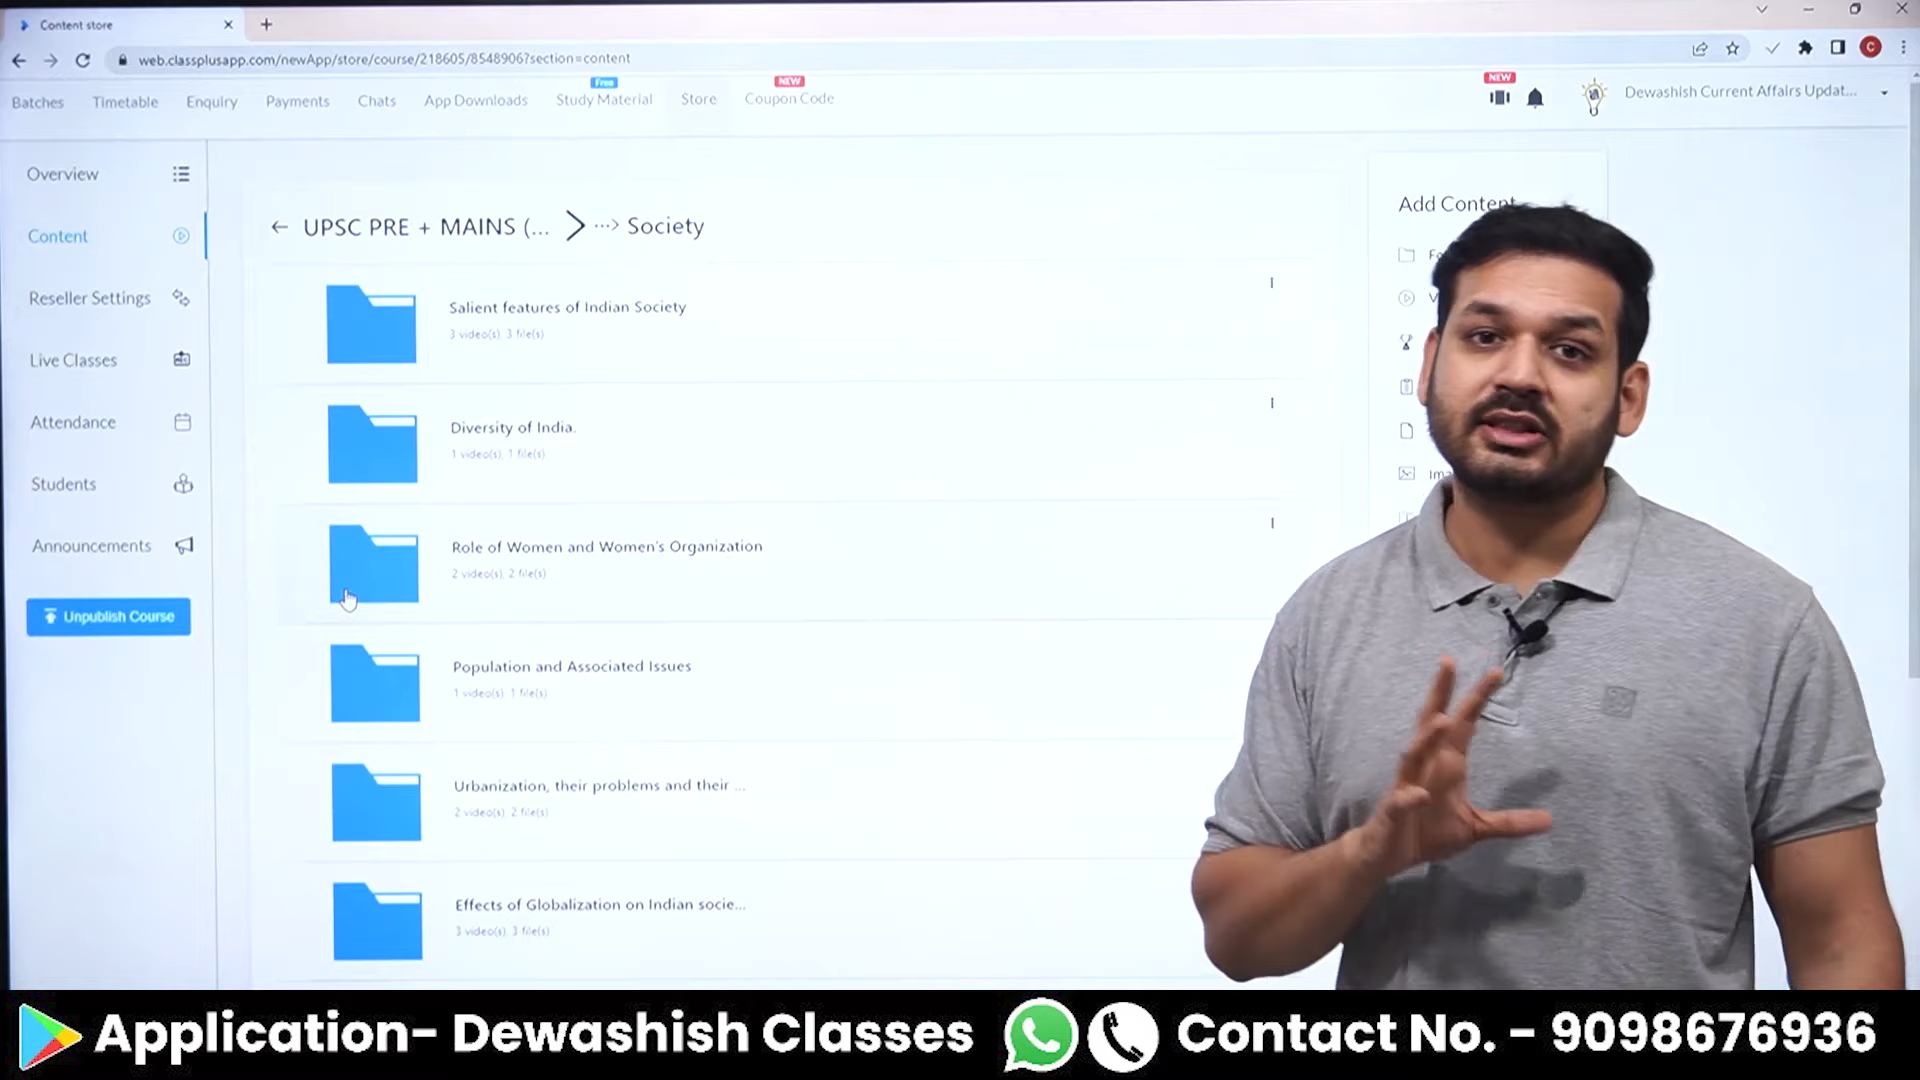 Content store
web.classplusapp.com/newApp/store/course/218605/8548906?section=content
C
Batches
Timetable
Enquiry
Payments
Chats
App Downloads
Free
Study Material
Store
NEW
Coupon Code
NEW
Dewashish Current Affairs Updat...
Overview
Content
Reseller Settings
Live Classes
Attendance
Students
Announcements
Unpublish Course
UPSC PRE + MAINS (... Society
Salient features of Indian Society
3 video(s), 3 file(s)
Diversity of India.
1 video(s), 1 file(s)
Role of Women and Women's Organization
2 video(s), 2 file(s)
Population and Associated Issues
1 video(s), 1 file(s)
Urbanization, their problems and their ...
2 video(s), 2 file(s)
Effects of Globalization on Indian socie...
3 video(s), 3 file(s)
Add Content
Application- Dewashish Classes
Contact No. - 9098676936